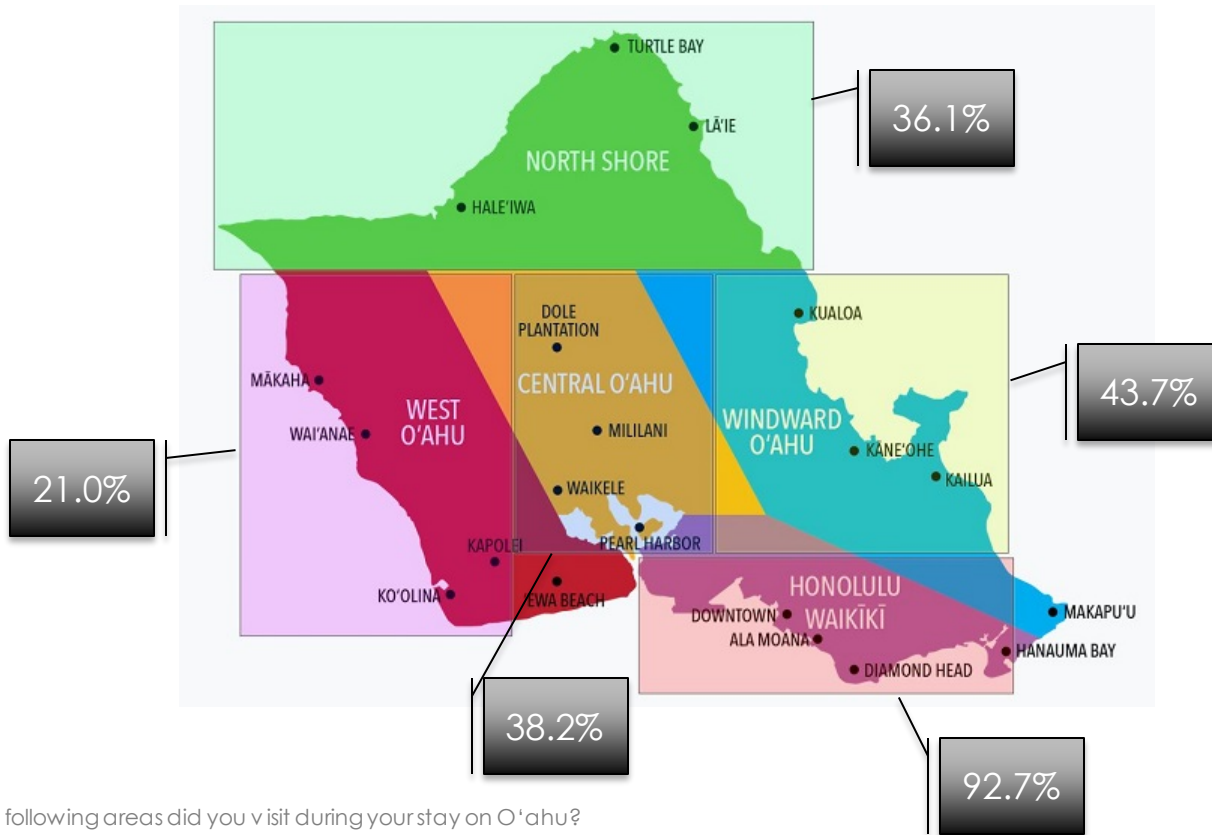 TURTLE BAY
36.1%
LĀ'IE
NORTH SHORE
HALE'IWA
DOLE
PLANTATION
KUALOA
MĀKAHA
CENTRAL O'AHU
43.7%
WEST
O'AHU
WINDWARD
O'AHU
WAI'ANAE
MILILANI
KĀNE'OHE
KAILUA
21.0%
WAIKELE
PEARL HARBOR
KAPOLEI
KO'OLINA
'EWA BEACH
HONOLULU
WAIKĪKĪ
DOWNTOWN
ALA MOANA
MAKAPU'U
HANAUMA BAY
DIAMOND HEAD
38.2%
92.7%
following areas did you visit during your stay on O‘ahu?